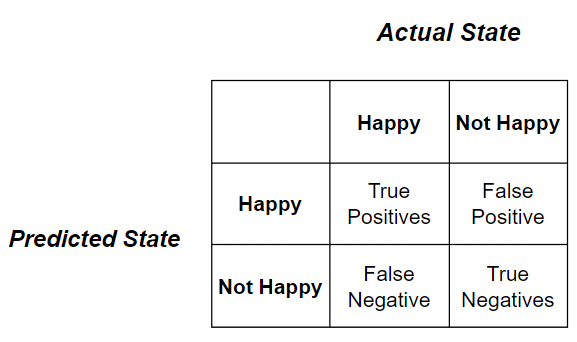 Actual State
Happy
Not Happy
Happy
True
Positives
False
Positive
Predicted State
Not Happy
False
Negative
True
Negatives